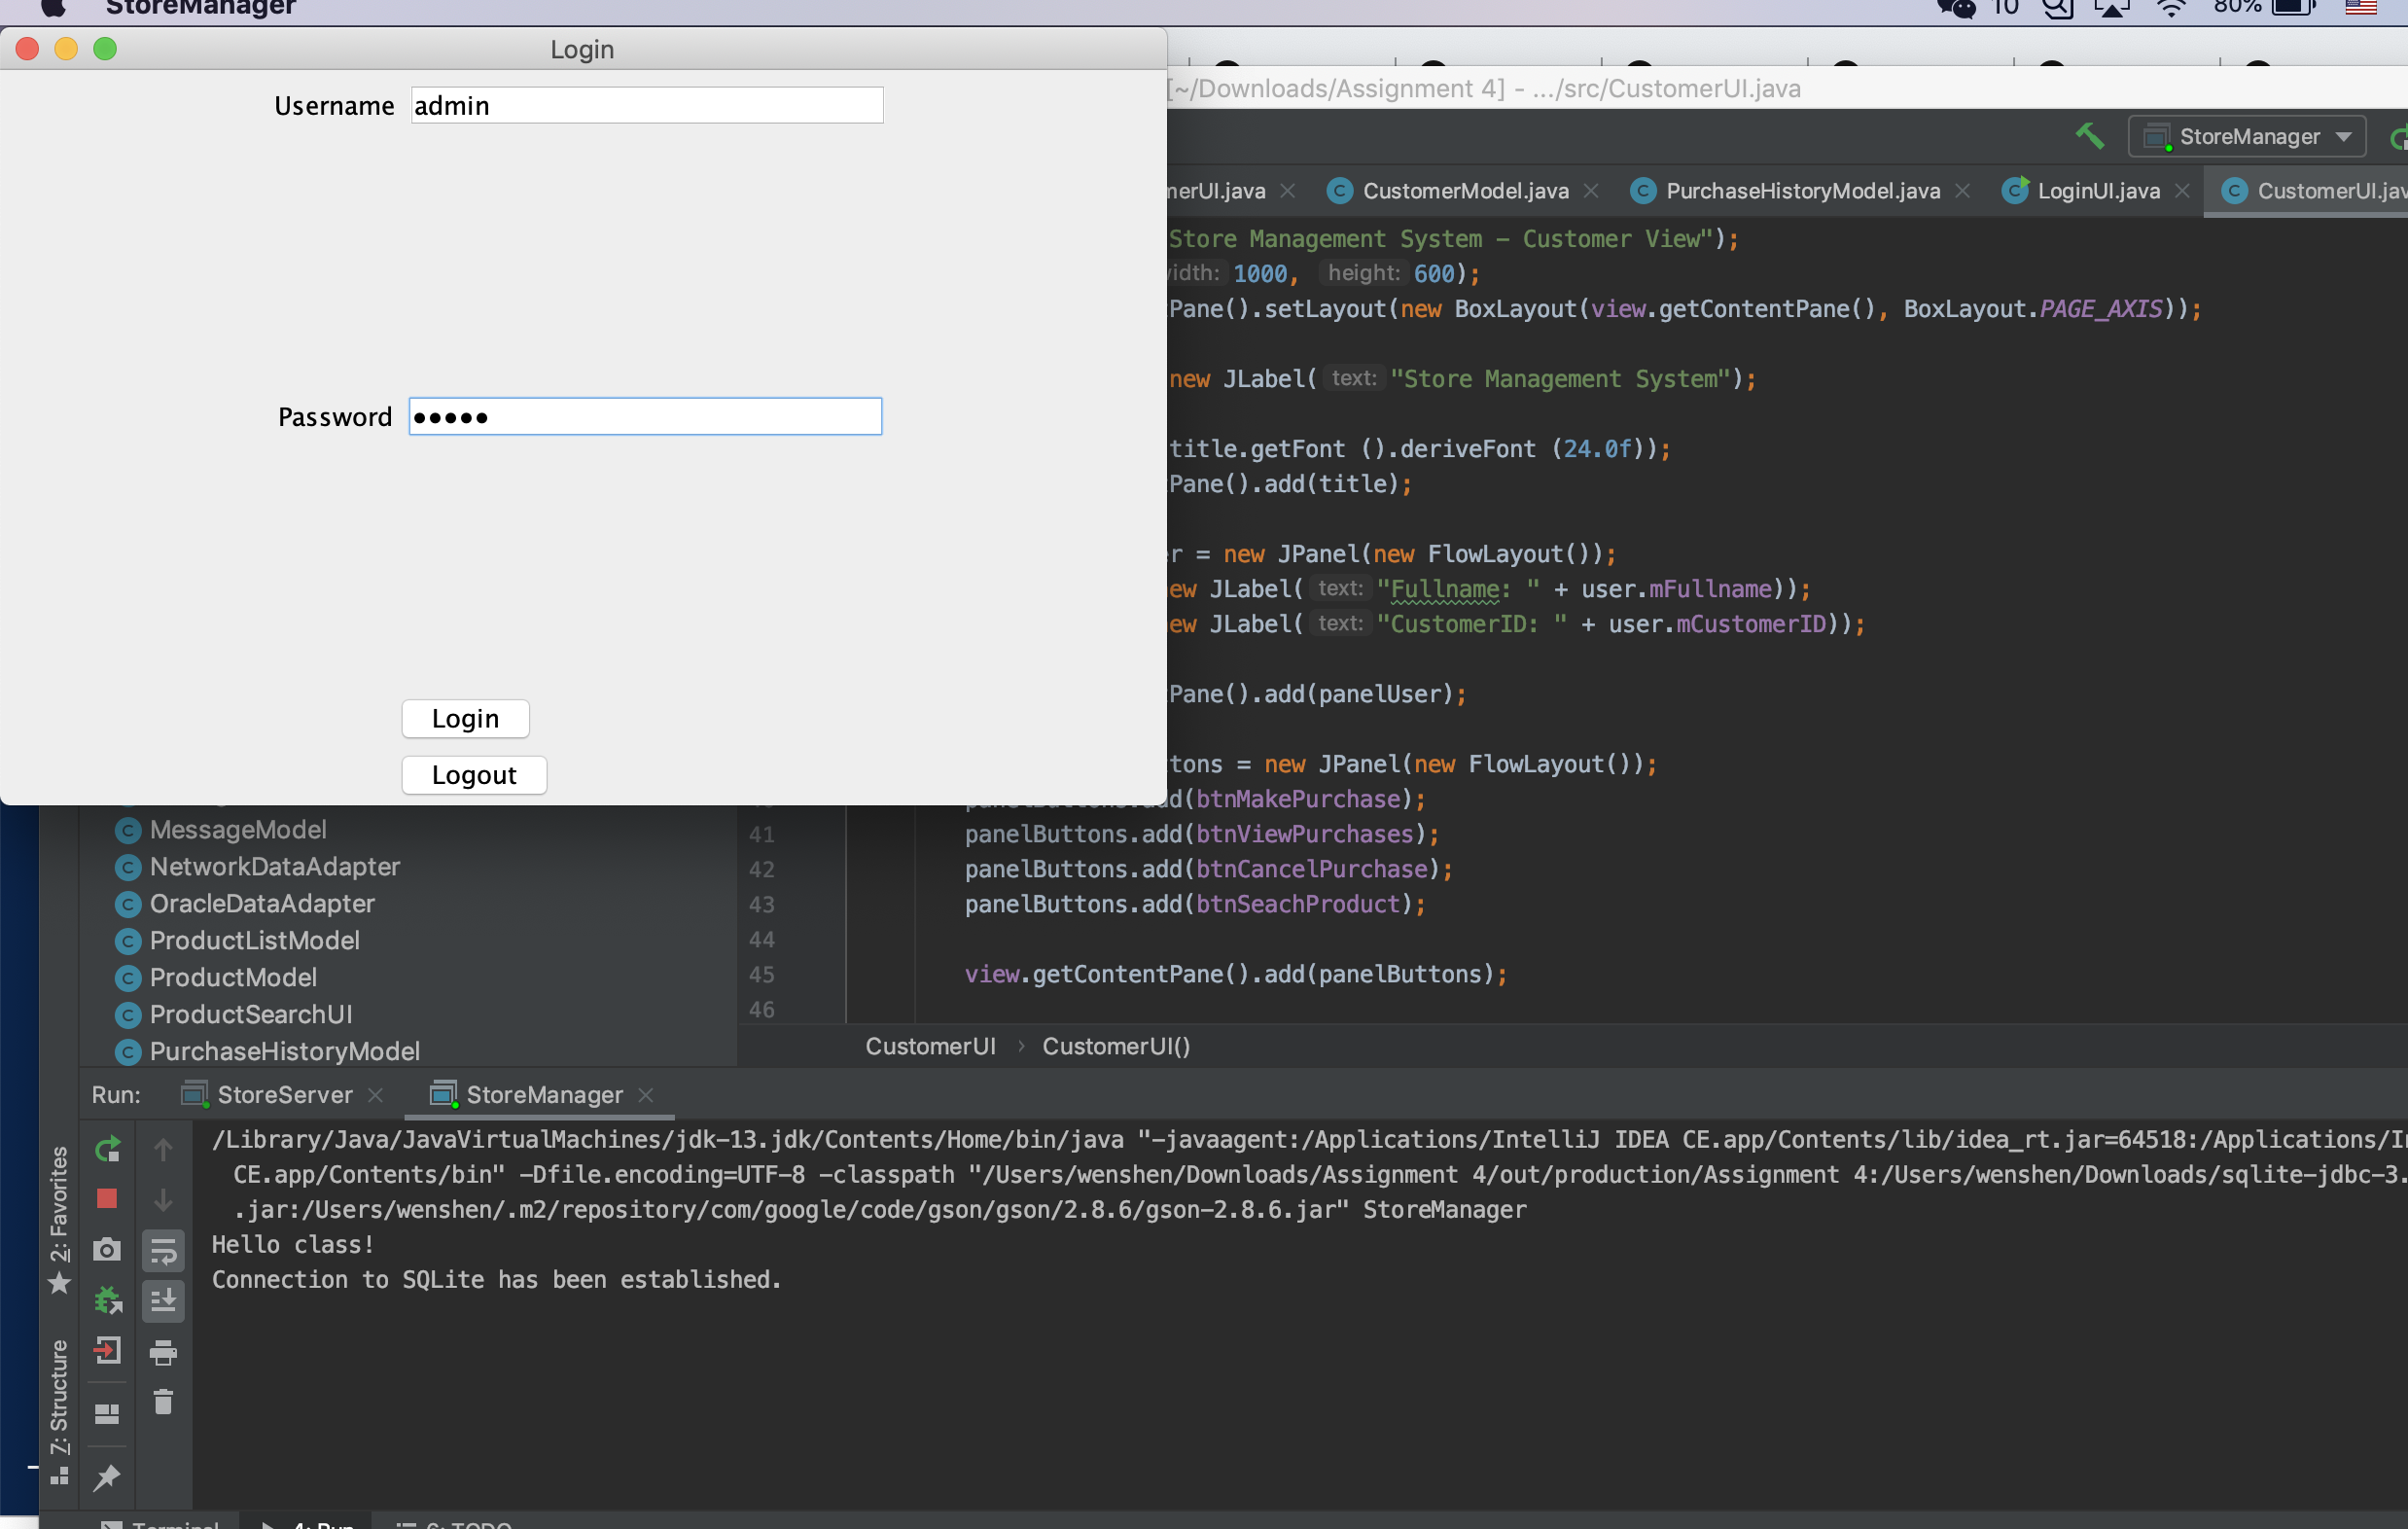 StoreManager
10
80%
Login
Username admin
Password
Login
Logout
[~/Downloads/Assignment 4] - .../src/CustomerUI.java
StoreManager
merUI.java CustomerModel.java PurchaseHistoryModel.java LoginUI.java CustomerUI.jav
Store Management System - Customer View");
width: 1000, height: 600);
Pane().setLayout(new BoxLayout(view.getContentPane(), BoxLayout.PAGE_AXIS));
new JLabel( text: "Store Management System");
title.getFont ().deriveFont (24.0f));
Pane().add(title);
r = new JPanel(new FlowLayout());
ew JLabel( text: "Fullname: " + user.mFullname));
ew JLabel( text: "CustomerID: " + user.mCustomerID));
Pane().add(panelUser);
tons = new JPanel(new FlowLayout());
panelButtons.add(btnMakePurchase);
41 panelButtons.add(btnViewPurchases);
42 panelButtons.add(btnCancelPurchase);
43 panelButtons.add(btnSeachProduct);
44
45 view.getContentPane().add(panelButtons);
46
MessageModel
NetworkDataAdapter
OracleDataAdapter
ProductListModel
ProductModel
ProductSearchUI
PurchaseHistoryModel
CustomerUI › CustomerUI()
Run: StoreServer StoreManager
/Library/Java/JavaVirtualMachines/jdk-13.jdk/Contents/Home/bin/java "-javaagent:/Applications/IntelliJ IDEA CE.app/Contents/lib/idea_rt.jar=64518:/Applications/In
CE.app/Contents/bin" -Dfile.encoding=UTF-8 -classpath "/Users/wenshen/Downloads/Assignment 4/out/production/Assignment 4:/Users/wenshen/Downloads/sqlite-jdbc-3.
.jar:/Users/wenshen/.m2/repository/com/google/code/gson/gson/2.8.6/gson-2.8.6.jar" StoreManager
Hello class!
Connection to SQLite has been established.
2: Favorites
7: Structure
Terminal 4: Run 6: TODO